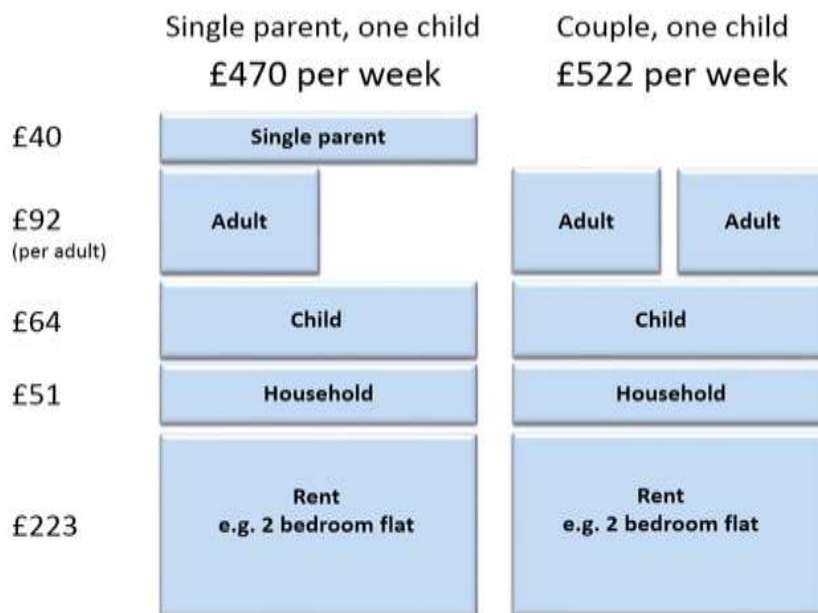 Single parent, one child
£470 per week
Couple, one child
£522 per week
£40
Single parent
£92
(per adult)
Adult
Adult
Adult
£64
Child
Child
£51
Household
Household
£223
Rent
e.g. 2 bedroom flat
Rent
e.g. 2 bedroom flat